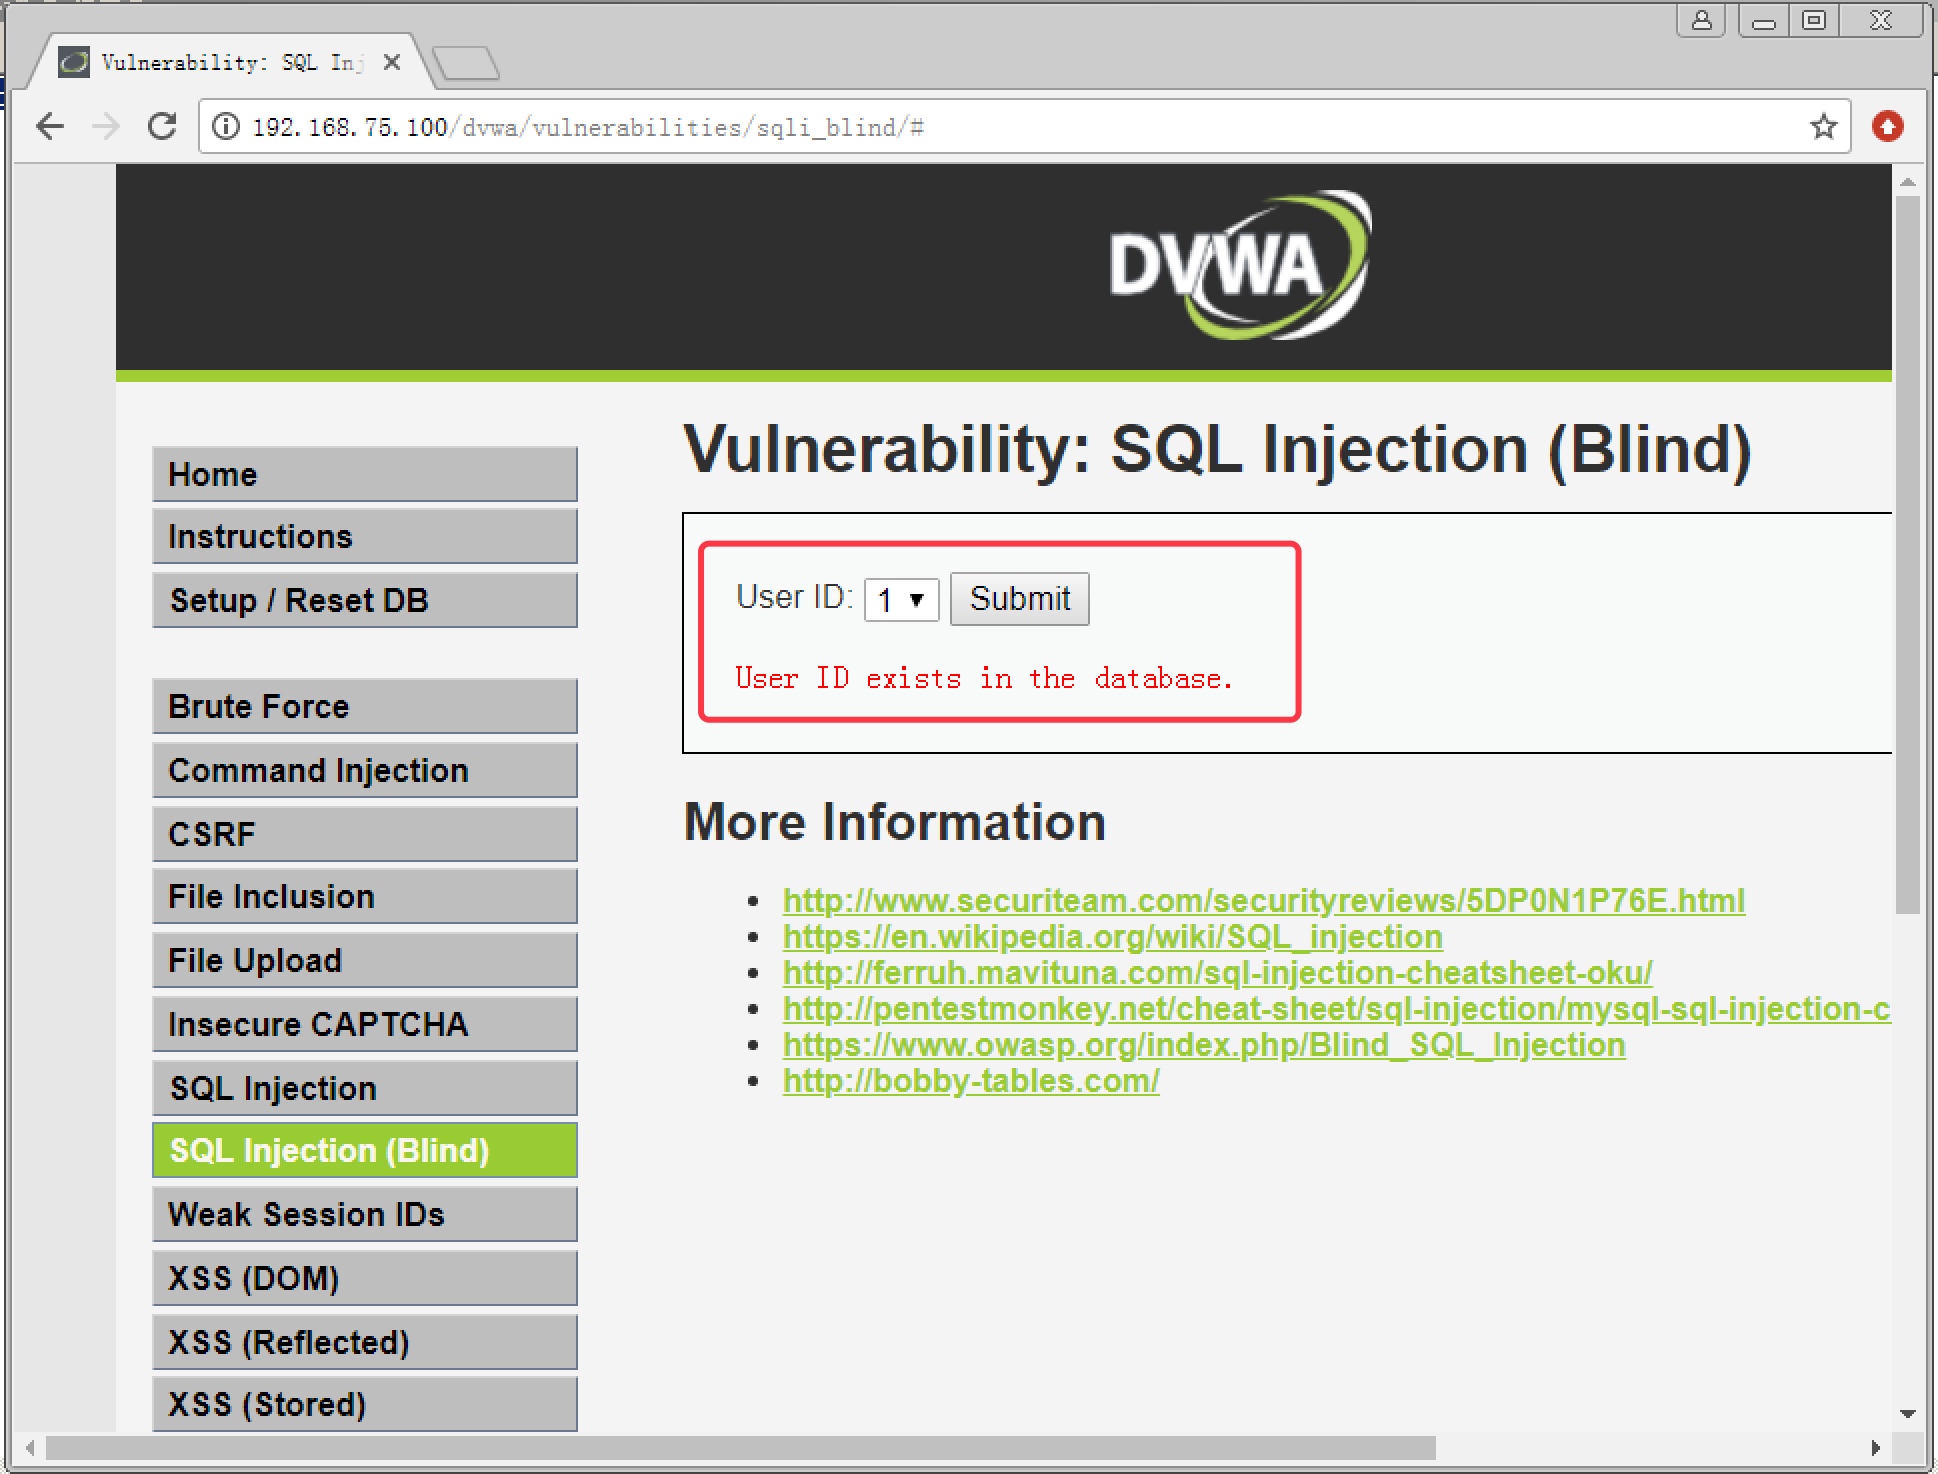 Vulnerability: SQL Inj
192.168.75.100/dvwa/vulnerabilities/sqli_blind/#
DVWA
Home
Instructions
Setup / Reset DB
Brute Force
Command Injection
CSRF
File Inclusion
File Upload
Insecure CAPTCHA
SQL Injection
SQL Injection (Blind)
Weak Session IDs
XSS (DOM)
XSS (Reflected)
XSS (Stored)
Vulnerability: SQL Injection (Blind)
User ID: 1 Submit
User ID exists in the database.
More Information
http://www.securiteam.com/securityreviews/5DP0N1P76E.html
https://en.wikipedia.org/wiki/SQL_injection
http://ferruh.mavituna.com/sql-injection-cheatsheet-oku/
http://pentestmonkey.net/cheat-sheet/sql-injection/mysql-sql-injection-c
https://www.owasp.org/index.php/Blind_SQL_Injection
http://bobby-tables.com/